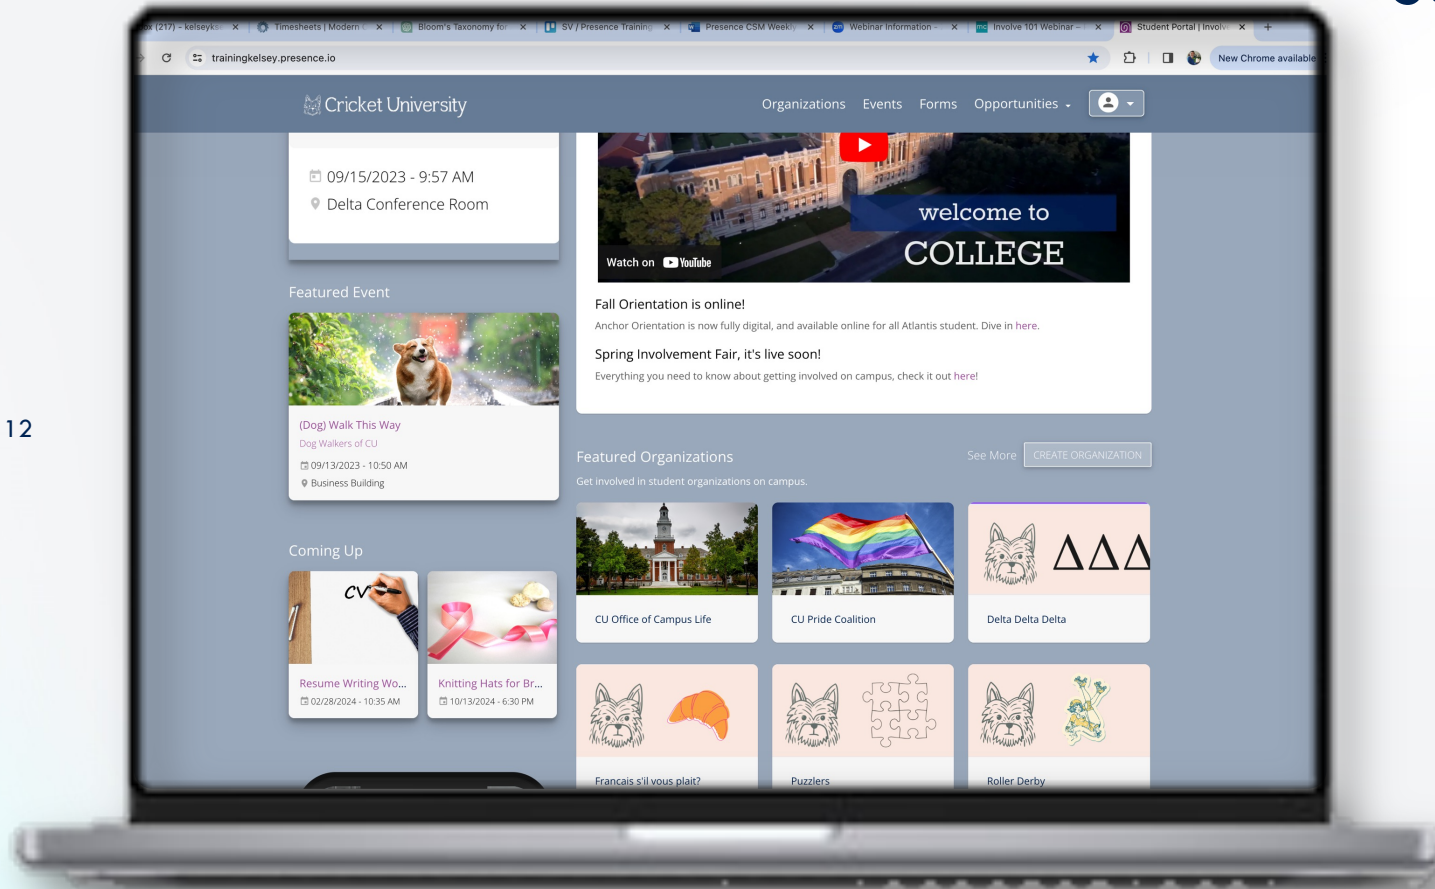 ox (217) – kelseyks
Timesheets | Modern
Bloom's Taxonomy for
SV / Presence Training
Presence CSM Weekly
Webinar Information -
Involve 101 Webinar –
Student Portal | Involv
trainingkelsey.presence.io
New Chrome available
Cricket University
Organizations Events Forms Opportunities
09/15/2023 - 9:57 AM
Delta Conference Room
welcome to
COLLEGE
Watch on YouTube
Featured Event
(Dog) Walk This Way
Dog Walkers of CU
09/13/2023 - 10:50 AM
Business Building
Fall Orientation is online!
Anchor Orientation is now fully digital, and available online for all Atlantis student. Dive in here.
Spring Involvement Fair, it's live soon!
Everything you need to know about getting involved on campus, check it out here!
12
Featured Organizations
See More CREATE ORGANIZATION
Get involved in student organizations on campus.
CU Office of Campus Life
CU Pride Coalition
ΔΔΔ
Delta Delta Delta
Coming Up
CV
Resume Writing Wo...
02/28/2024 - 10:35 AM
Knitting Hats for Br...
10/13/2024 - 6:30 PM
Francais s'il vous plait?
Puzzlers
Roller Derby